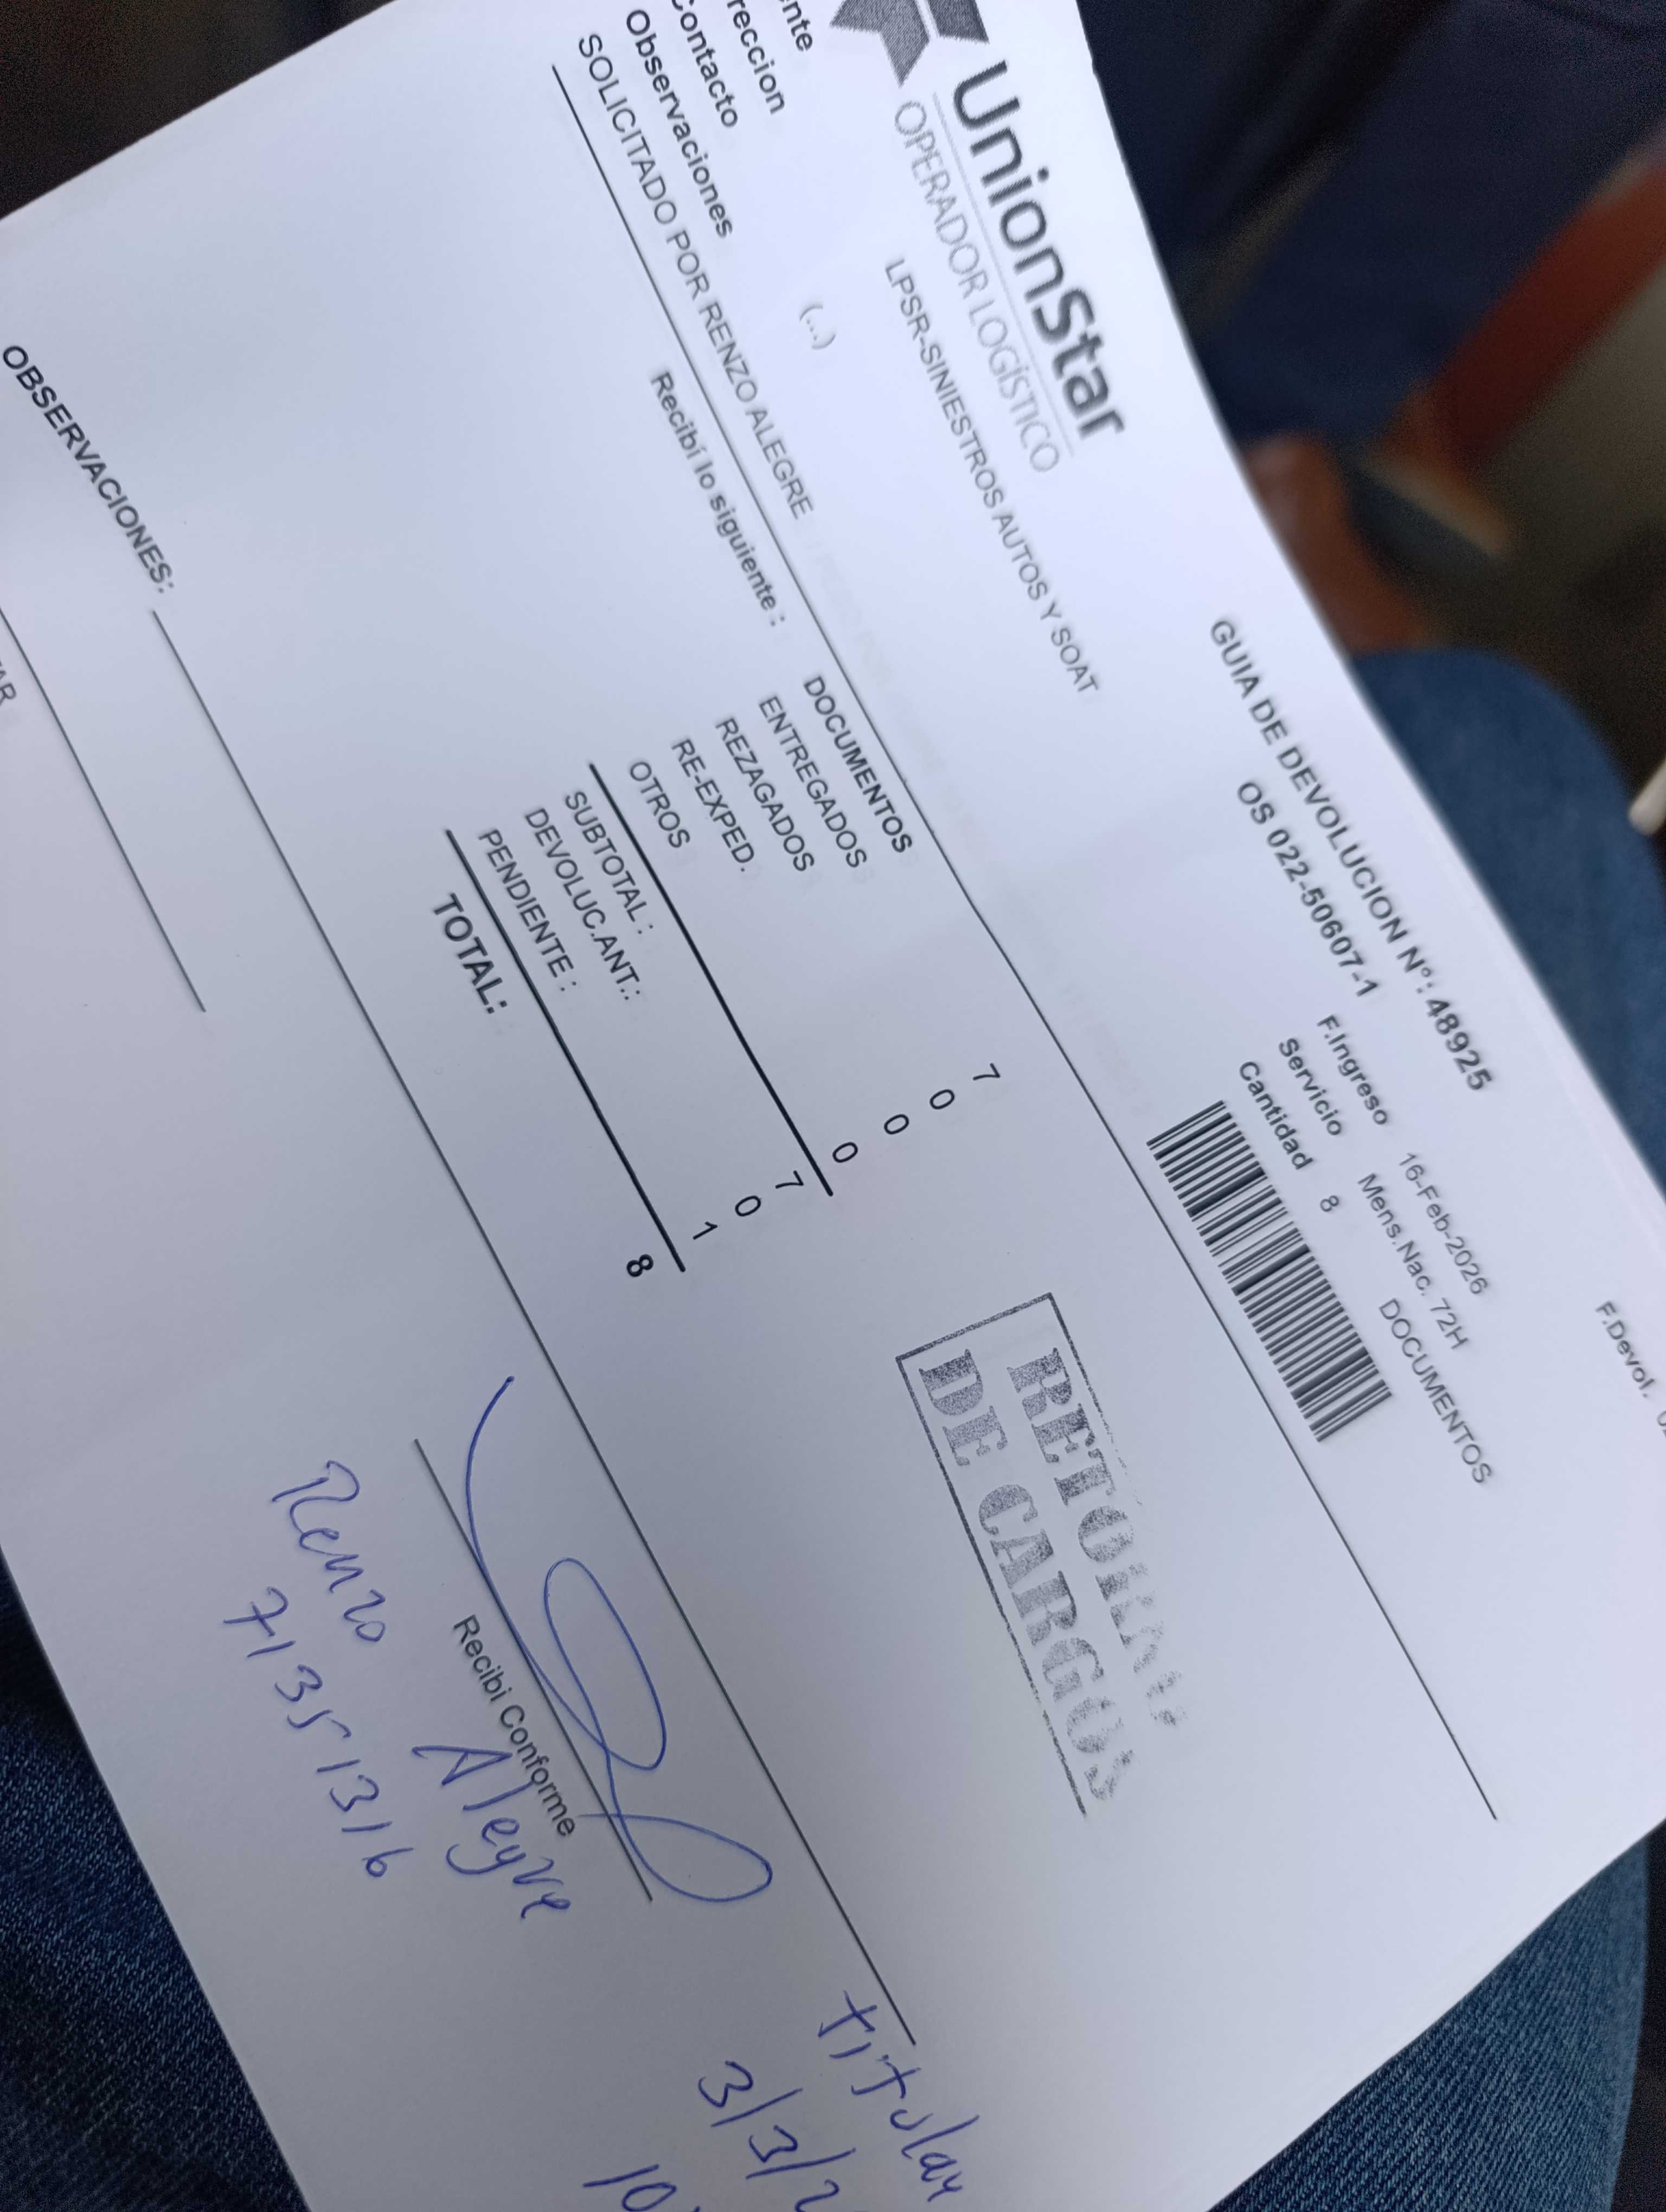 F.Devol.
UnionStar
OPERADOR LOGÍSTICO
GUIA DE DEVOLUCION N°: 48925
OS 022-50607-1
LPSR-SINIESTROS AUTOS Y SOAT
F.Ingreso 16-Feb-2026
Servicio Mens.Nac. 72H
Cantidad 8 DOCUMENTOS
nte
reccion (...)
ontacto
Observaciones
SOLICITADO POR RENZO ALEGRE
Recibí lo siguiente :
DOCUMENTOS
ENTREGADOS 7
REZAGADOS 0
RE-EXPED. 0
OTROS 0
SUBTOTAL : 7
DEVOLUC.ANT.: 0
PENDIENTE : 1
TOTAL: 8
RETORNO
DE CARGOS
Recibi Conforme
Renzo Alegre
71351316
titular
3/3/2
10
OBSERVACIONES:
TAR